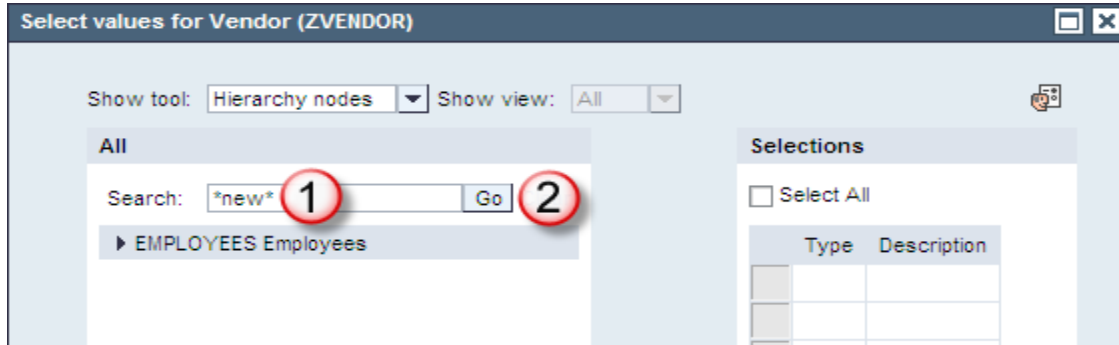 Select values for Vendor (ZVENDOR)
Show tool: Hierarchy nodes Show view: All
All
Search: *new* 1 Go 2
EMPLOYEES Employees
Selections
Select All
Type Description